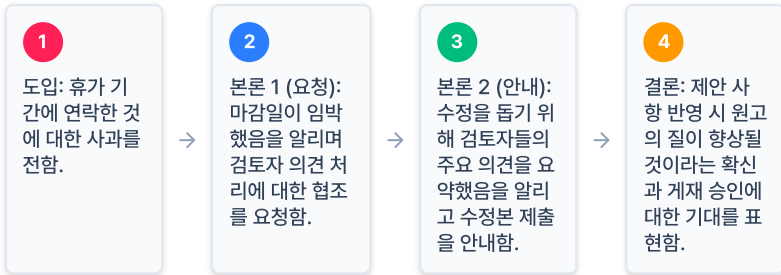 1
도입: 휴가 기
간에 연락한 것
에 대한 사과를
전함.
2
본론 1 (요청):
마감일이 임박
했음을 알리며
검토자 의견 처
리에 대한 협조
를 요청함.
3
본론 2 (안내):
수정을 돕기 위
해 검토자들의
주요 의견을 요
약했음을 알리
고 수정본 제출
을 안내함.
4
결론: 제안 사
항 반영 시 원고
의 질이 향상될
것이라는 확신
과 게재 승인에
대한 기대를 표
현함.